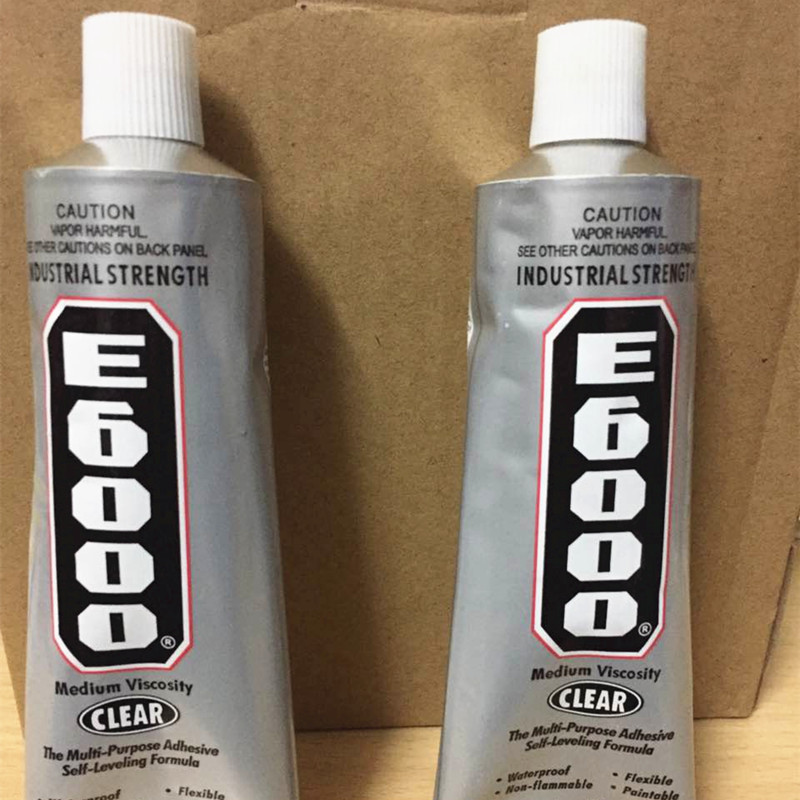 CAUTION
VAPOR HARMFUL.
SEE OTHER CAUTIONS ON BACK PANEL
INDUSTRIAL STRENGTH
E6000®
Medium Viscosity
CLEAR
The Multi-Purpose Adhesive
Self-Leveling Formula
• Flexible
CAUTION
VAPOR HARMFUL.
SEE OTHER CAUTIONS ON BACK PANEL
INDUSTRIAL STRENGTH
E6000®
Medium Viscosity
CLEAR
The Multi-Purpose Adhesive
Self-Leveling Formula
• Waterproof • Flexible
• Non-flammable • Paintable